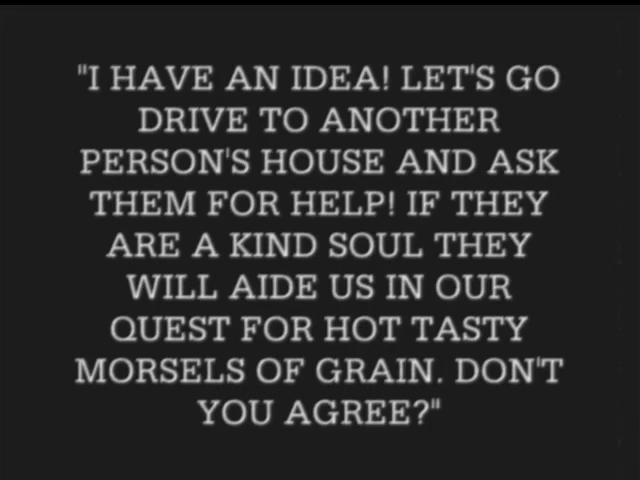 "I HAVE AN IDEA! LET'S GO
DRIVE TO ANOTHER
PERSON'S HOUSE AND ASK
THEM FOR HELP! IF THEY
ARE A KIND SOUL THEY
WILL AIDE US IN OUR
QUEST FOR HOT TASTY
MORSELS OF GRAIN. DON'T
YOU AGREE?"